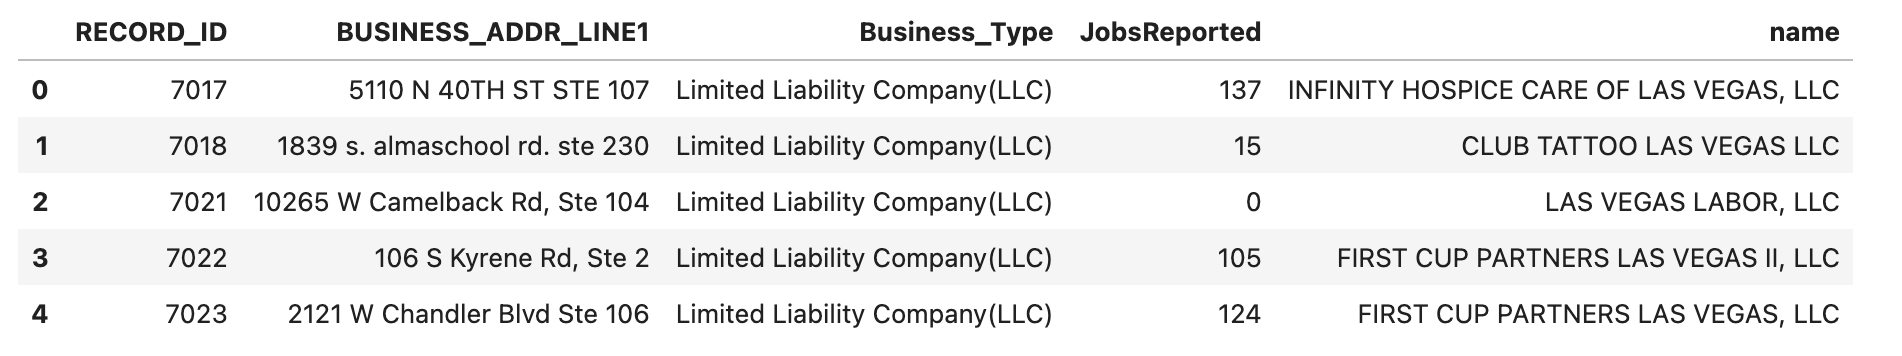 RECORD_ID BUSINESS_ADDR_LINE1 Business_Type JobsReported name
0 7017 5110 N 40TH ST STE 107 Limited Liability Company(LLC) 137 INFINITY HOSPICE CARE OF LAS VEGAS, LLC
1 7018 1839 s. almaschool rd. ste 230 Limited Liability Company(LLC) 15 CLUB TATTOO LAS VEGAS LLC
2 7021 10265 W Camelback Rd, Ste 104 Limited Liability Company(LLC) 0 LAS VEGAS LABOR, LLC
3 7022 106 S Kyrene Rd, Ste 2 Limited Liability Company(LLC) 105 FIRST CUP PARTNERS LAS VEGAS II, LLC
4 7023 2121 W Chandler Blvd Ste 106 Limited Liability Company(LLC) 124 FIRST CUP PARTNERS LAS VEGAS, LLC